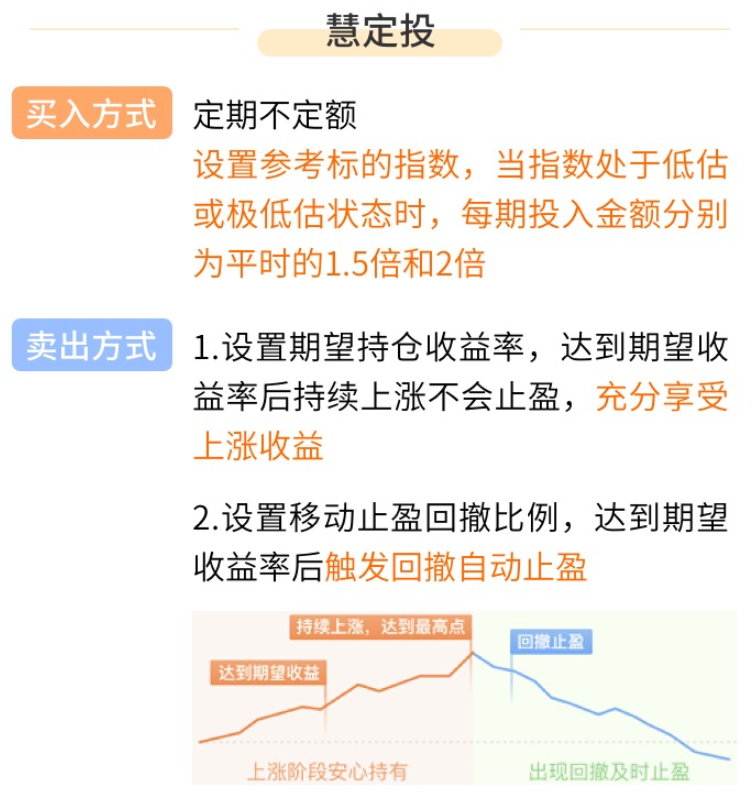 慧定投
买入方式
定期不定额
设置参考标的指数，当指数处于低估
或极低估状态时，每期投入金额分别
为平时的1.5倍和2倍
卖出方式
1.设置期望持仓收益率，达到期望收
益率后持续上涨不会止盈，充分享受
上涨收益
2.设置移动止盈回撤比例，达到期望
收益率后触发回撤自动止盈
持续上涨，达到最高点
回撤止盈
达到期望收益
上涨阶段安心持有
出现回撤及时止盈